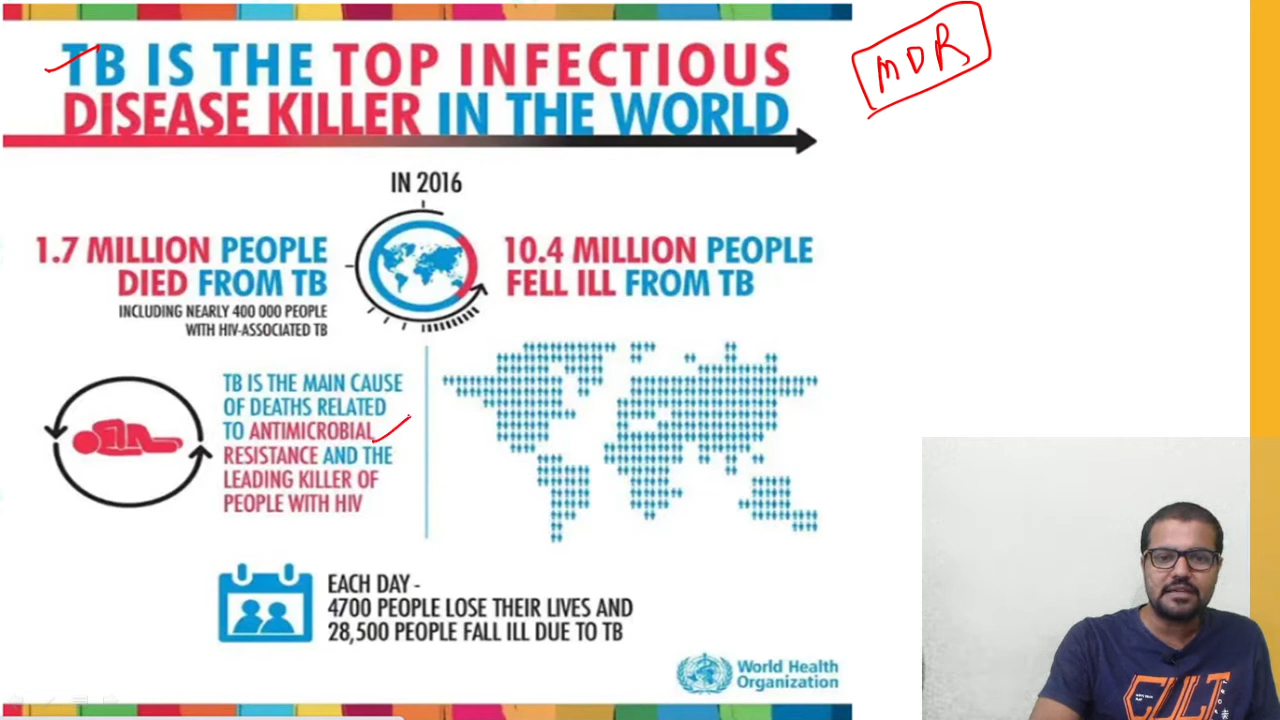 TB IS THE TOP INFECTIOUS
DISEASE KILLER IN THE WORLD
MDR
IN 2016
1.7 MILLION PEOPLE
DIED FROM TB
INCLUDING NEARLY 400 000 PEOPLE
WITH HIV-ASSOCIATED TB
10.4 MILLION PEOPLE
FELL ILL FROM TB
TB IS THE MAIN CAUSE
OF DEATHS RELATED
TO ANTIMICROBIAL
RESISTANCE AND THE
LEADING KILLER OF
PEOPLE WITH HIV
EACH DAY -
4700 PEOPLE LOSE THEIR LIVES AND
28,500 PEOPLE FALL ILL DUE TO TB
World Health
Organization